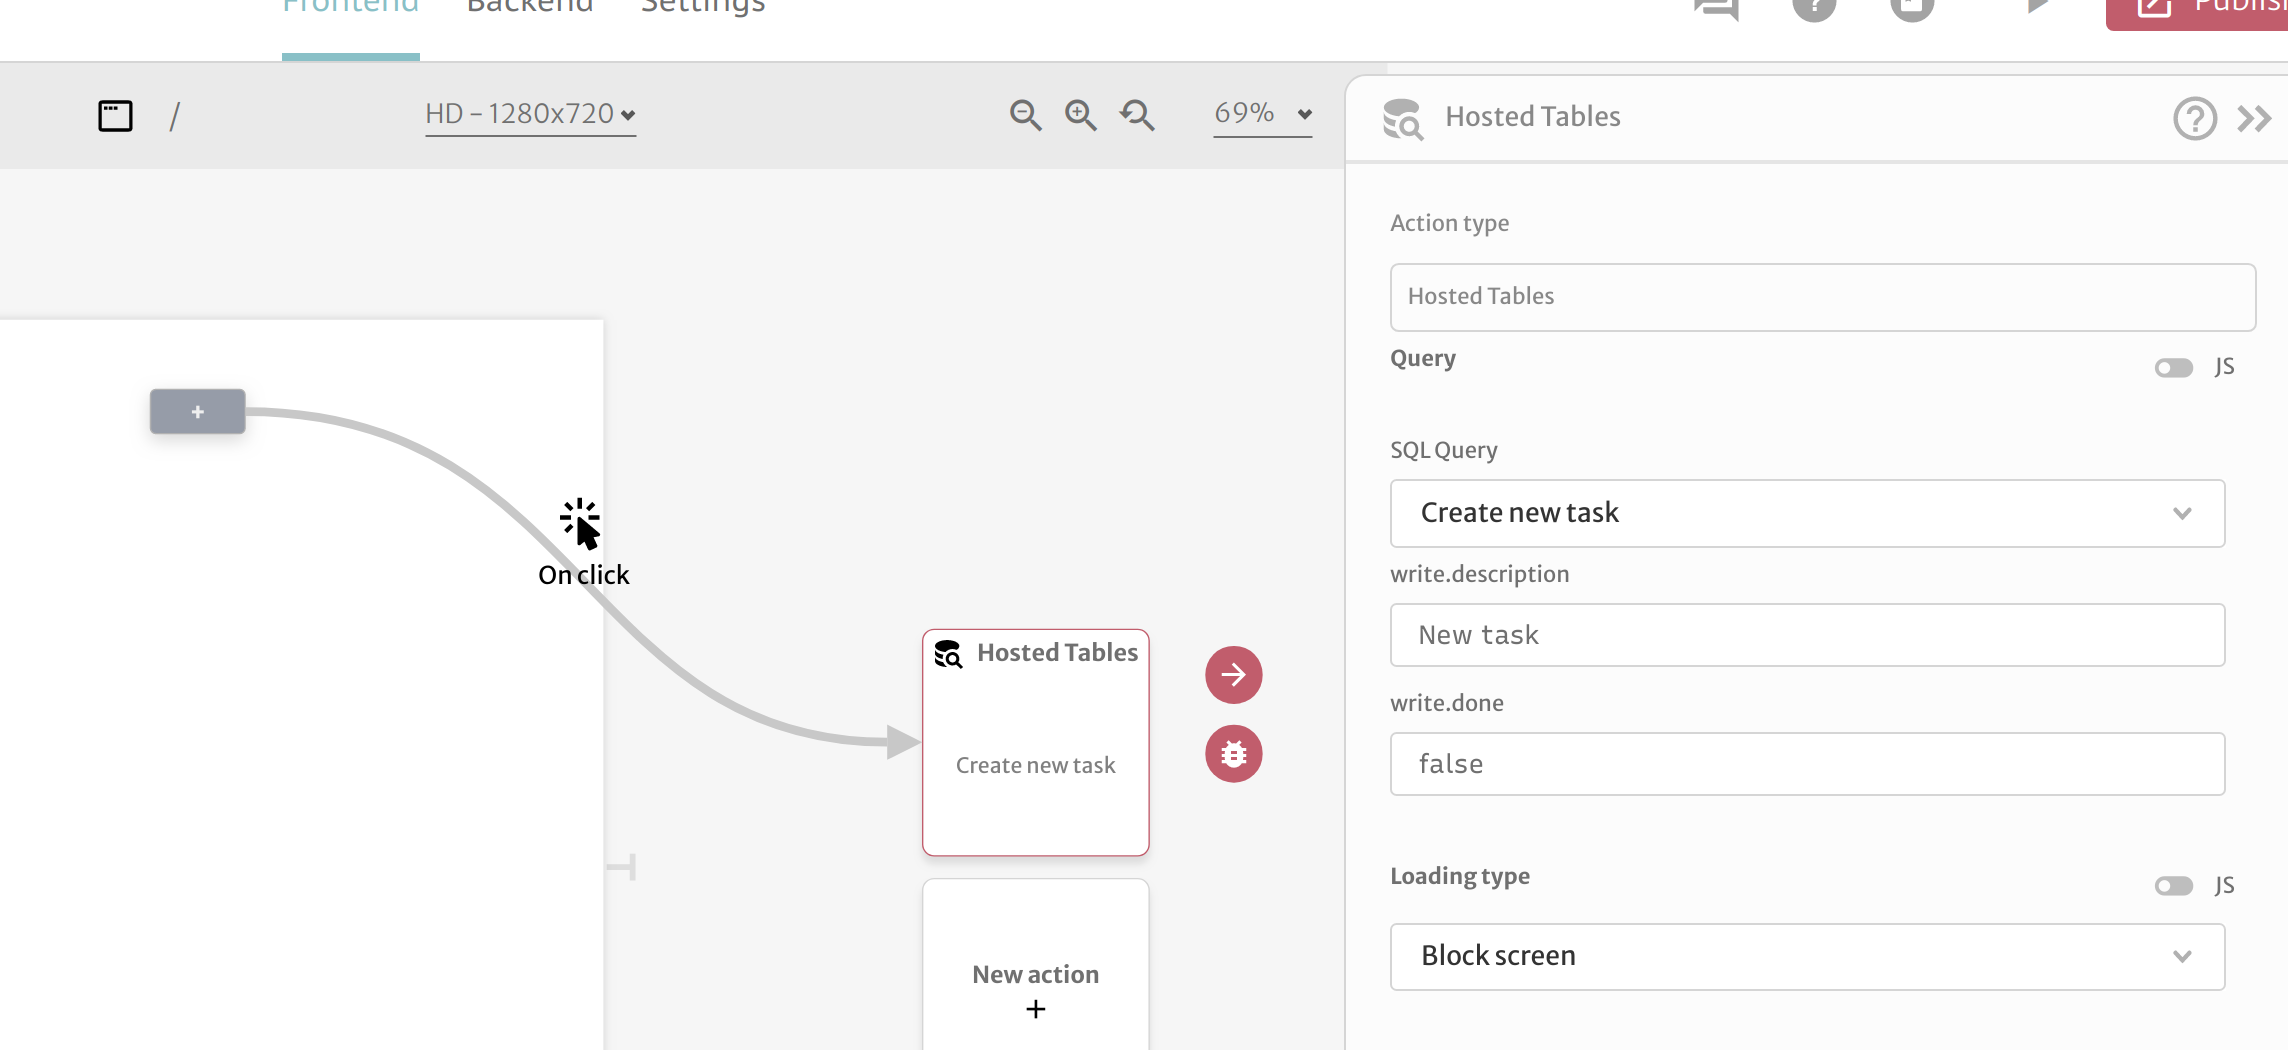 Frontend Backend Settings
Publis
/ HD – 1280x720 69%
Hosted Tables
Action type
Hosted Tables
Query JS
SQL Query
Create new task
write.description
New task
write.done
false
Loading type JS
Block screen
+
On click
Hosted Tables
Create new task
New action
+